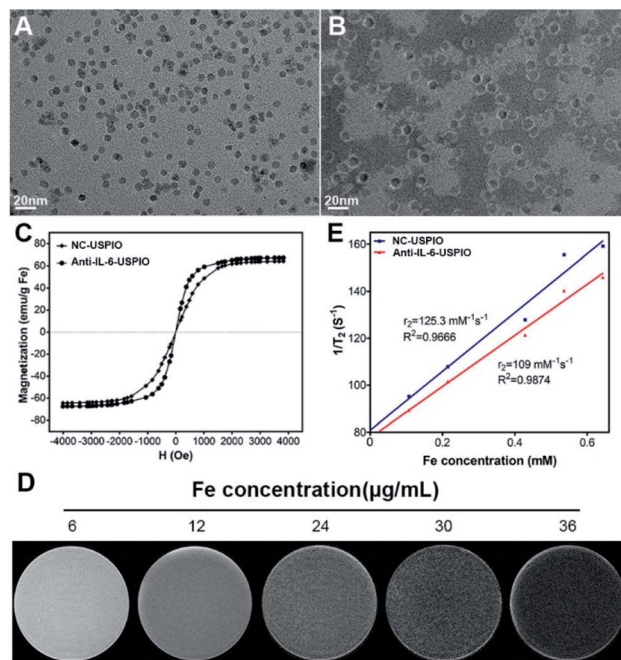 A
B
20nm
20nm
C
NC-USPIO
Anti-IL-6-USPIO
Magnetization (emu/g Fe)
80
60
40
20
0
-20
-40
-60
-80
-4000 -3000 -2000 -1000 0 1000 2000 3000 4000
H (Oe)
E
NC-USPIO
Anti-IL-6-USPIO
1/T₂ (S⁻¹)
160
140
120
100
80
r₂=125.3 mM⁻¹s⁻¹
R²=0.9666
r₂=109 mM⁻¹s⁻¹
R²=0.9874
0 0.2 0.4 0.6
Fe concentration (mM)
D
Fe concentration(μg/mL)
6 12 24 30 36